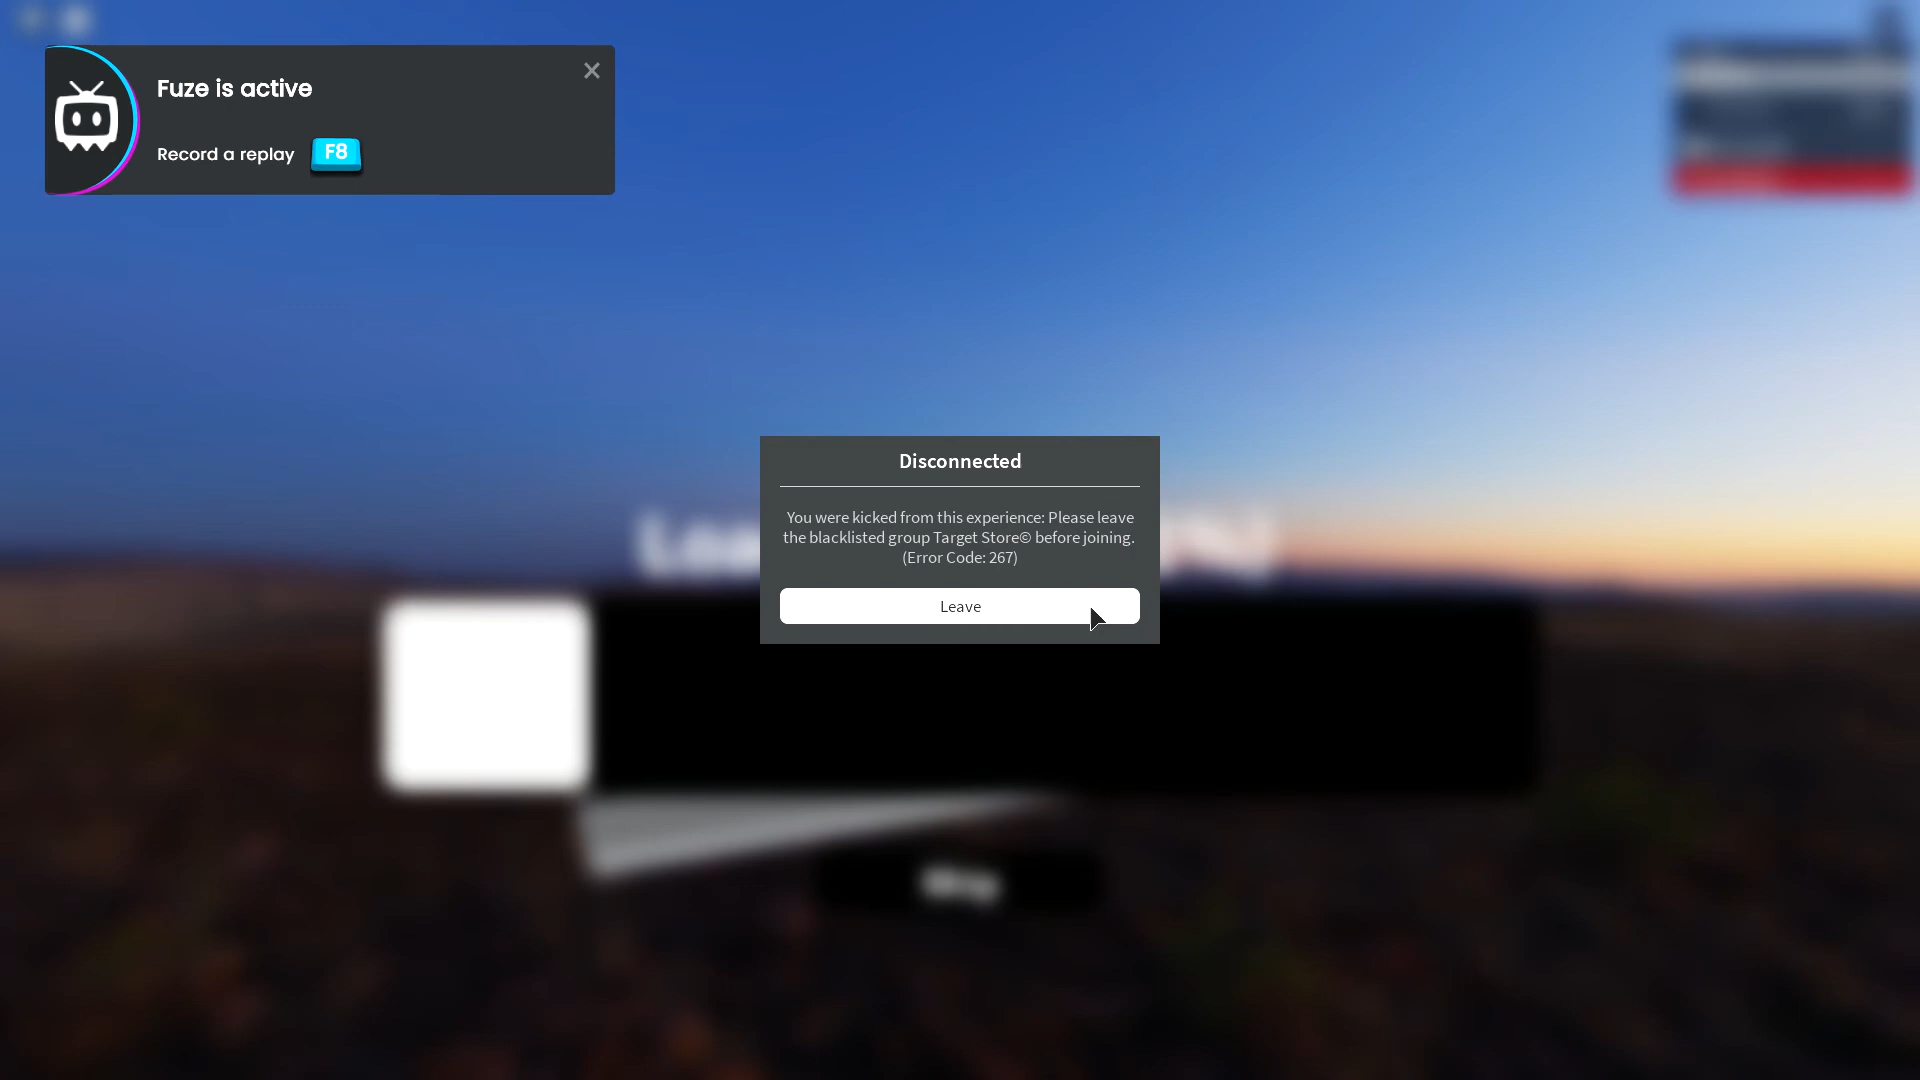 Fuze is active
Record a replay F8
Disconnected
You were kicked from this experience: Please leave
the blacklisted group Target Store© before joining.
(Error Code: 267)
Leave